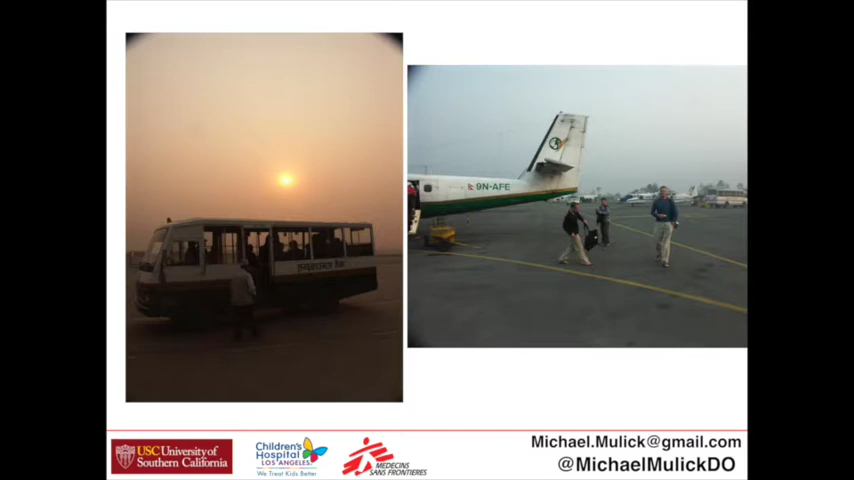 9N-AFE
USC University of
Southern California
Children's
Hospital
LOS ANGELES
We Treat Kids Better
MEDECINS
SANS FRONTIERES
Michael.Mulick@gmail.com
@MichaelMulickDO